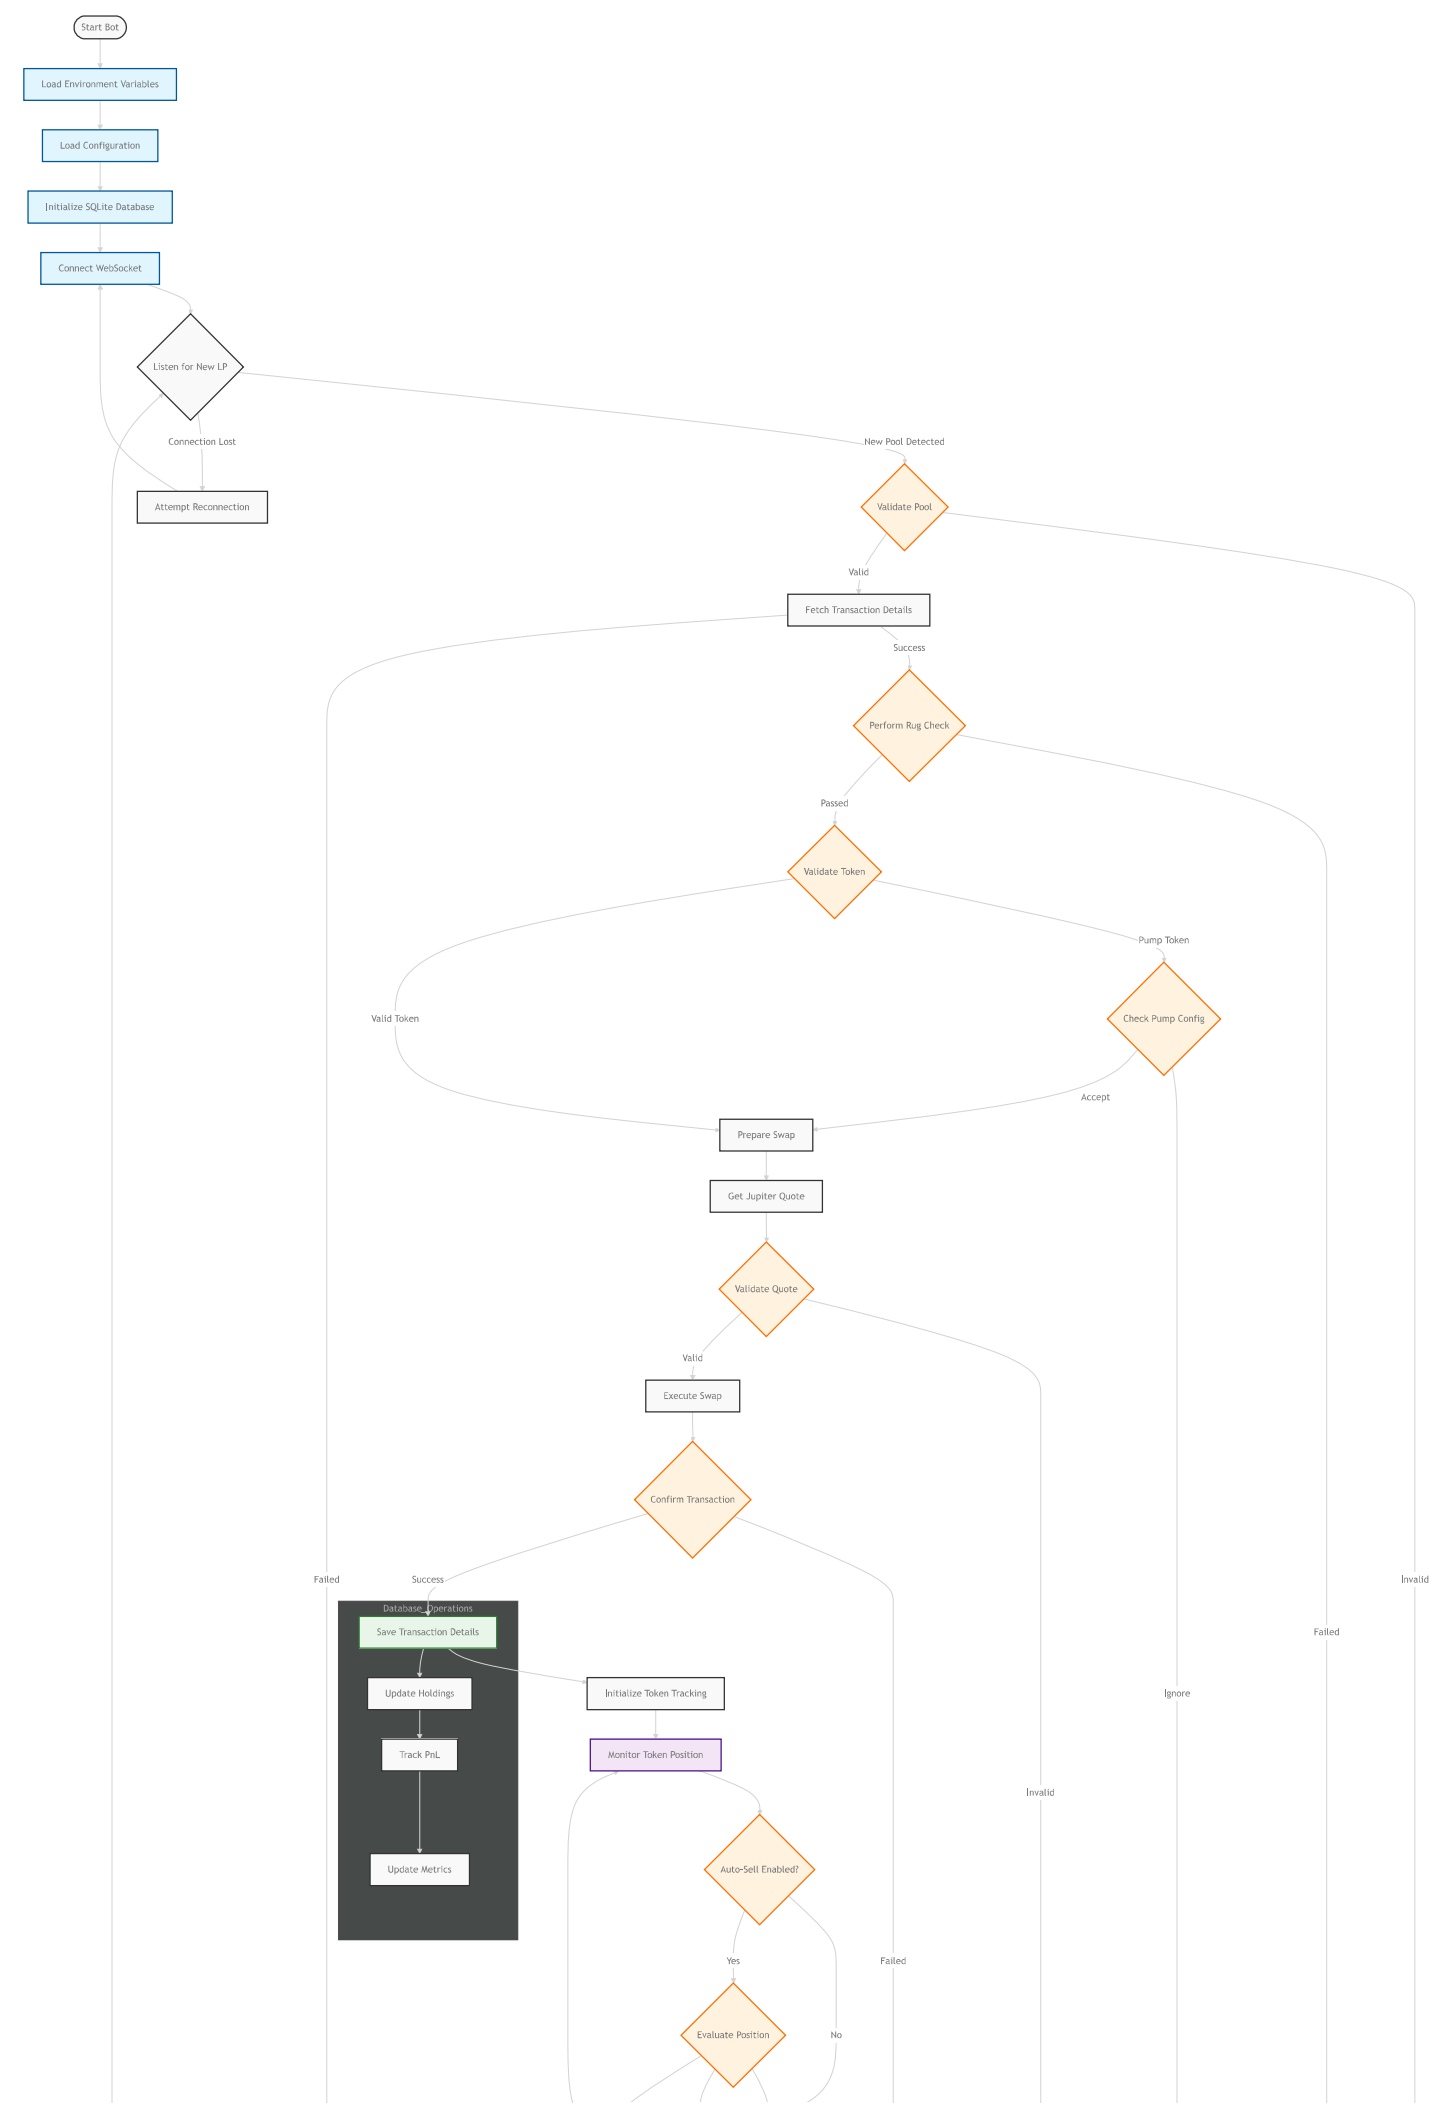 Start Bot
Load Environment Variables
Load Configuration
Initialize SQLite Database
Connect WebSocket
Listen for New LP
Connection Lost
New Pool Detected
Attempt Reconnection
Validate Pool
Valid
Fetch Transaction Details
Success
Perform Rug Check
Passed
Validate Token
Pump Token
Valid Token
Check Pump Config
Accept
Prepare Swap
Get Jupiter Quote
Validate Quote
Valid
Execute Swap
Confirm Transaction
Failed
Success
Invalid
Database_Operations
Save Transaction Details
Failed
Update Holdings
Initialize Token Tracking
Ignore
Track PnL
Monitor Token Position
Invalid
Update Metrics
Auto-Sell Enabled?
Yes
Failed
Evaluate Position
No